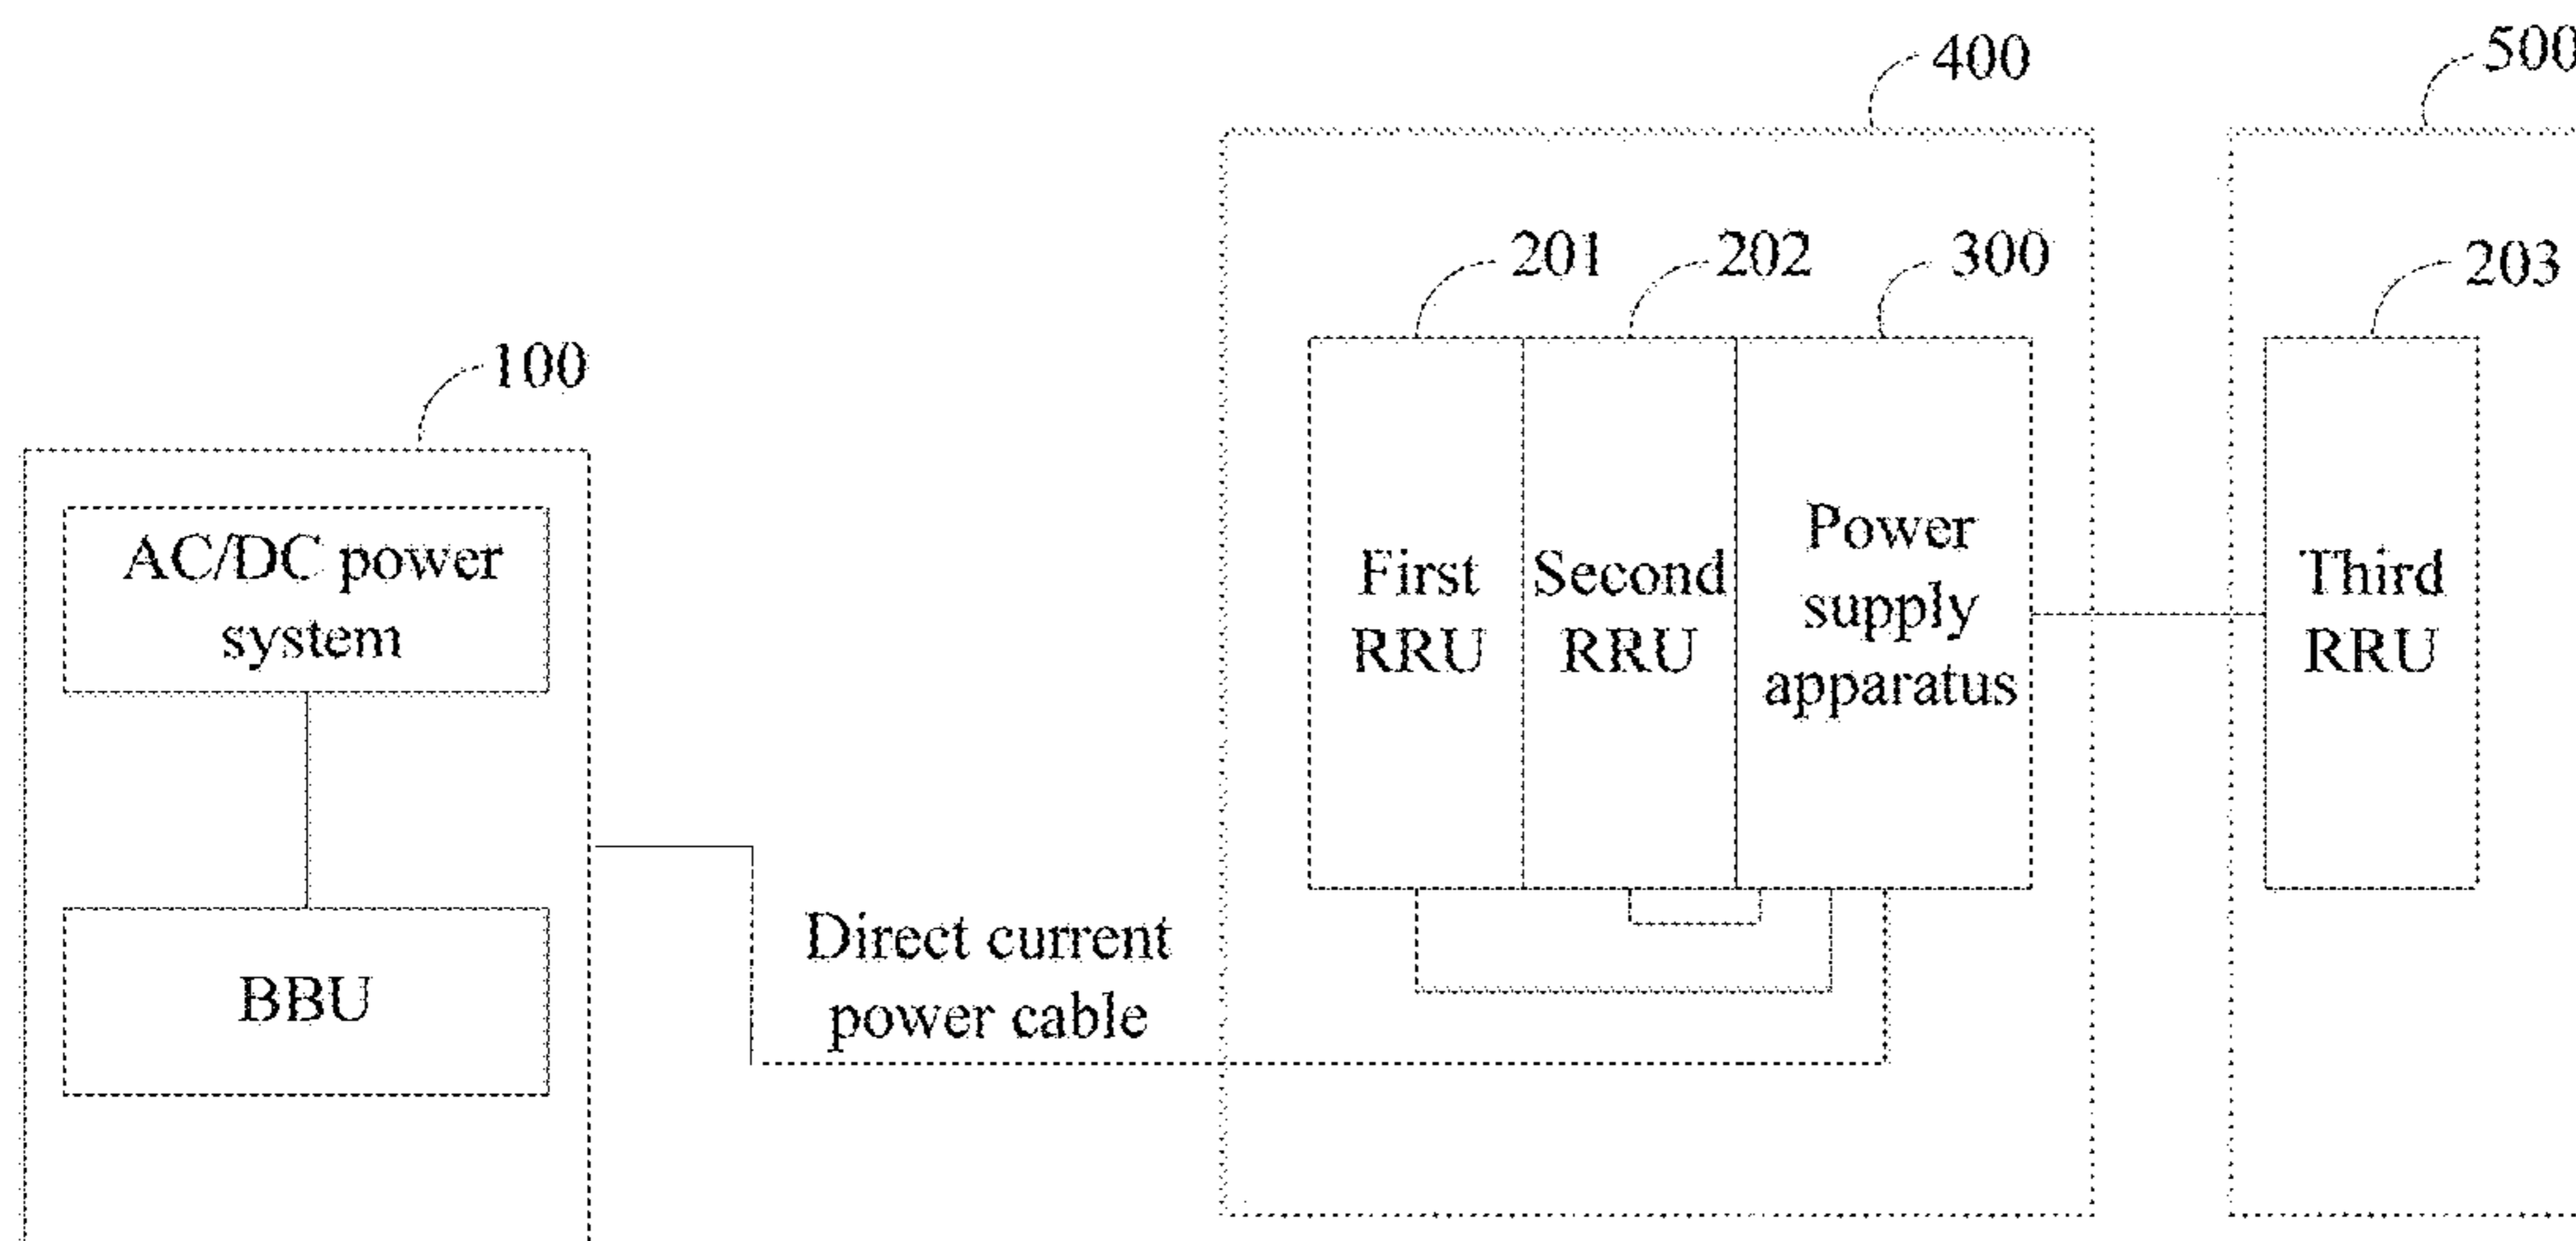 400
500
201
202
300
203
100
AC/DC power
system
BBU
Direct current
power cable
First
RRU
Second
RRU
Power
supply
apparatus
Third
RRU